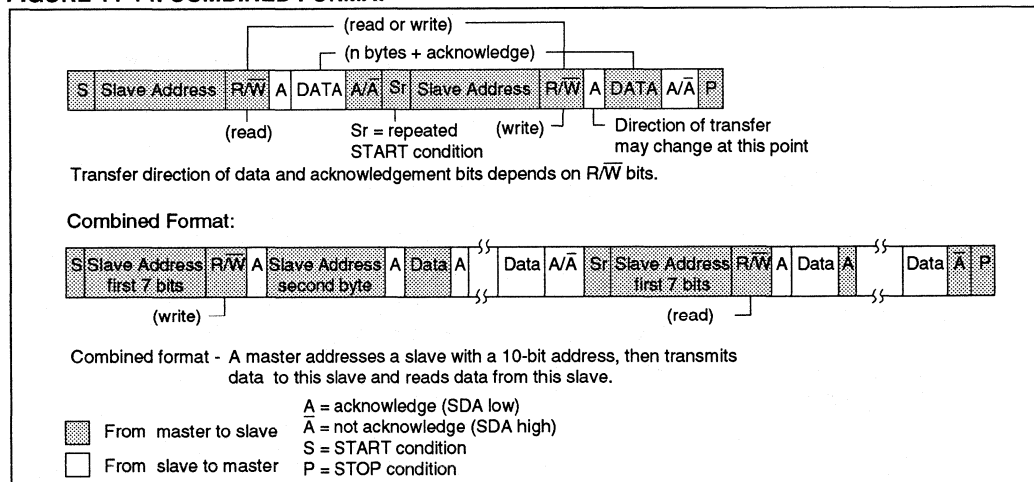 (read or write)
(n bytes + acknowledge)
S Slave Address R/W̅ A DATA A/A̅ Sr Slave Address R/W̅ A DATA A/A̅ P
(read) Sr = repeated START condition (write) Direction of transfer may change at this point
Transfer direction of data and acknowledgement bits depends on R/W̅ bits.
Combined Format:
S Slave Address first 7 bits R/W̅ A Slave Address second byte A Data A Data A/A̅ Sr Slave Address first 7 bits R/W̅ A Data A Data A̅ P
(write) (read)
Combined format - A master addresses a slave with a 10-bit address, then transmits
data to this slave and reads data from this slave.
A = acknowledge (SDA low)
A̅ = not acknowledge (SDA high)
S = START condition
P = STOP condition
From master to slave
From slave to master